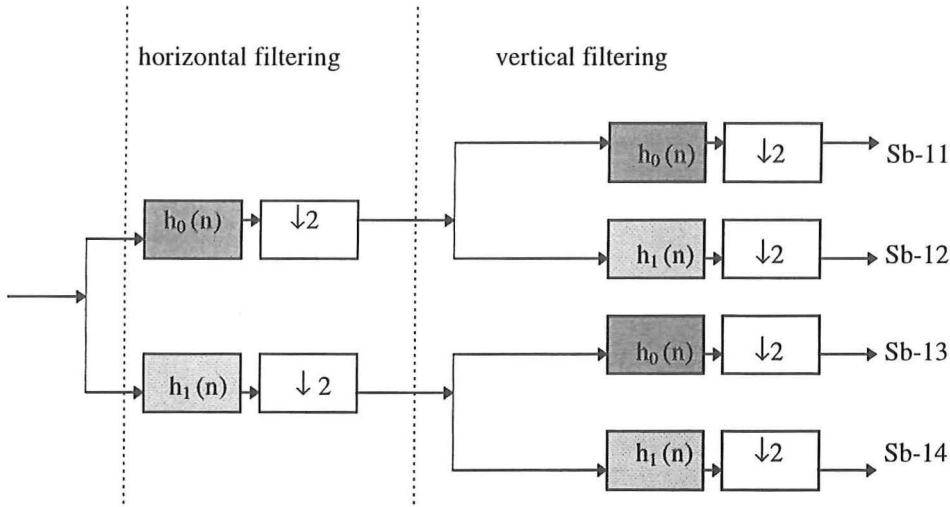 horizontal filtering
vertical filtering
h₀(n) ↓2 Sb-11
h₀(n) ↓2
h₁(n) ↓2 Sb-12
h₀(n) ↓2 Sb-13
h₁(n) ↓2
h₁(n) ↓2 Sb-14